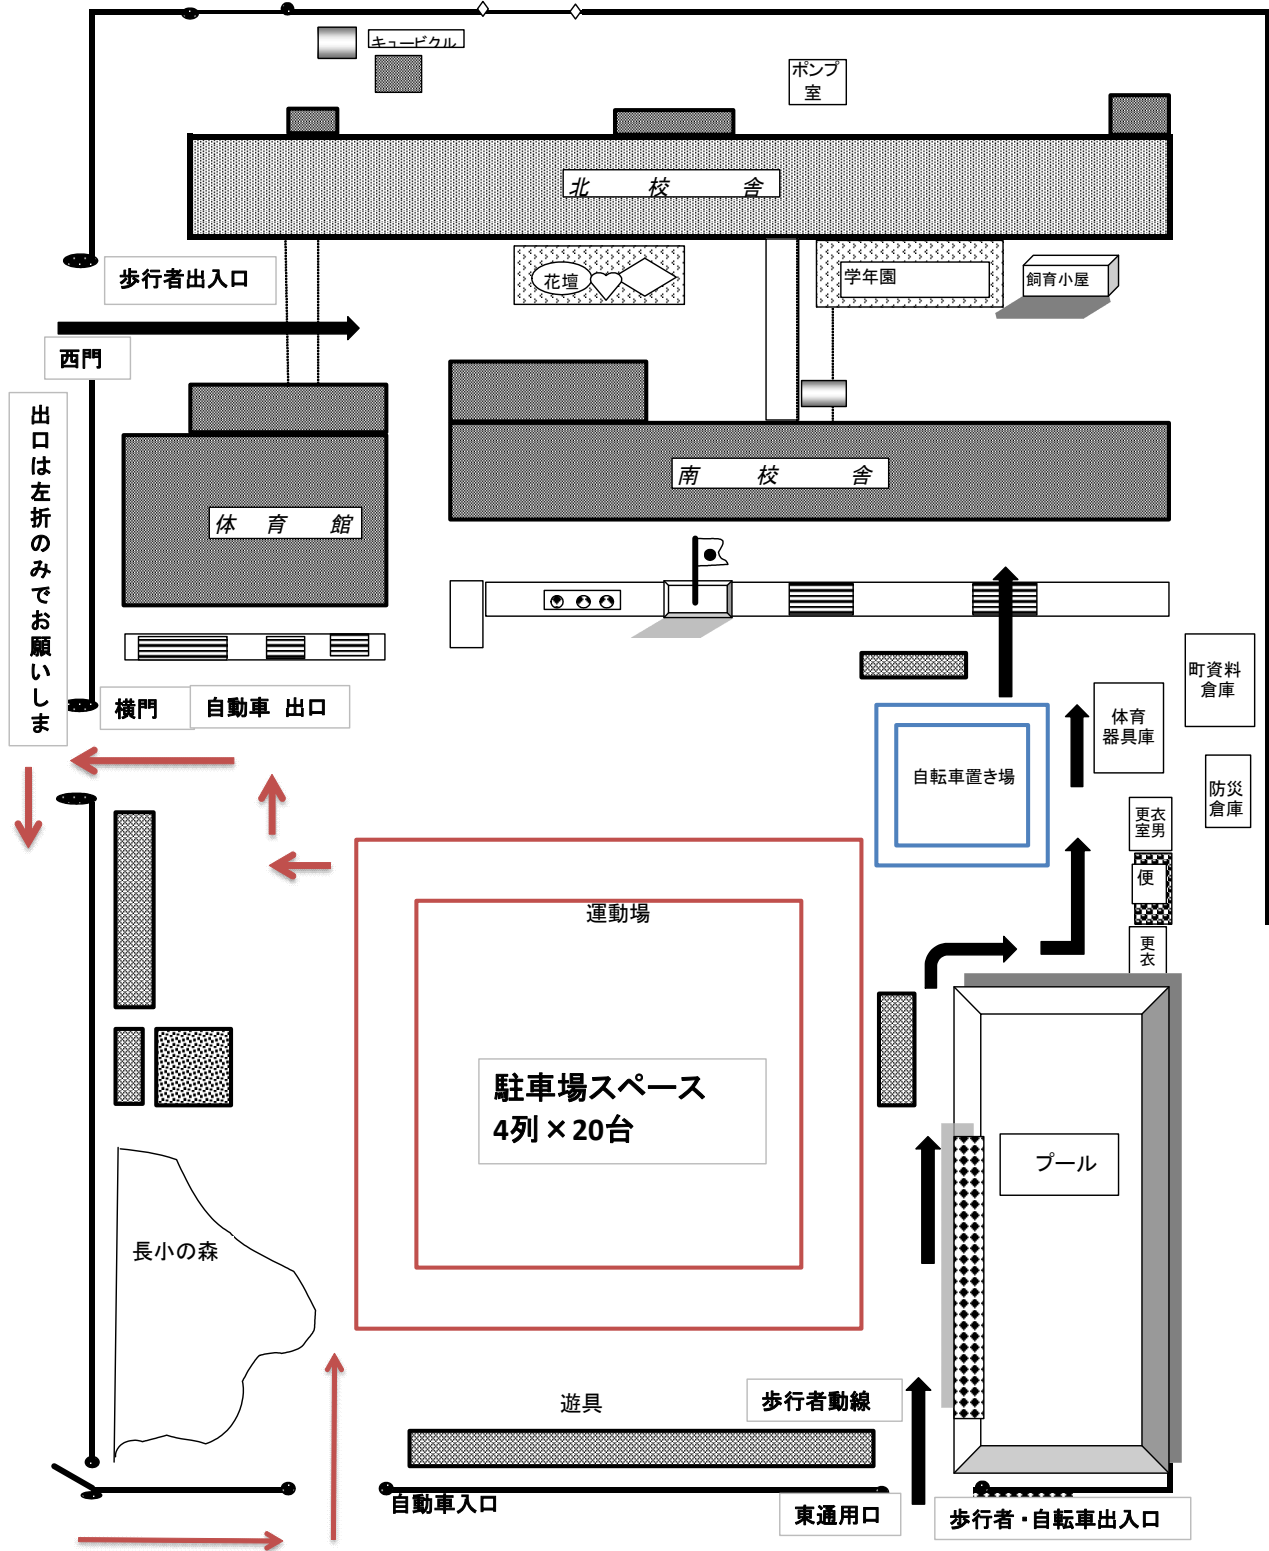 キュービクル
ポンプ
室
北校舎
歩行者出入口
花壇
学年園
飼育小屋
西門
出口は左折のみでお願いしま
南校舎
体育館
町資料
倉庫
横門
自動車 出口
体育
器具庫
自転車置き場
防災
倉庫
更衣
室男
便
更
衣
運動場
駐車場スペース
4列×20台
プール
長小の森
遊具
歩行者動線
自動車入口
東通用口
歩行者・自転車出入口